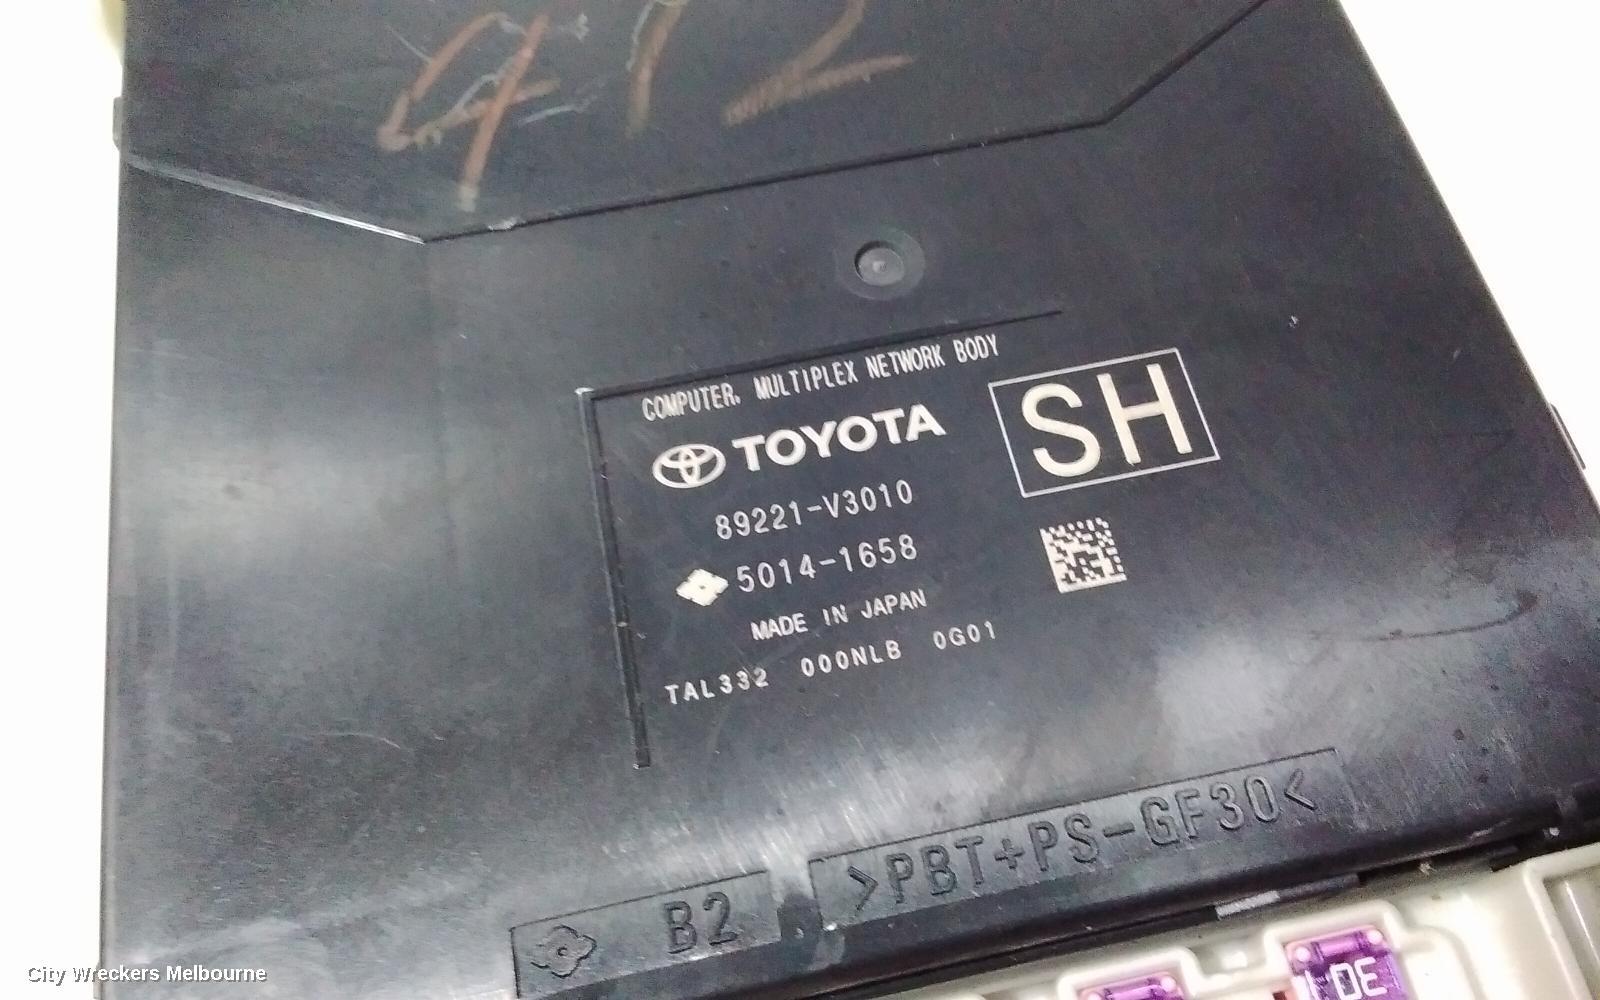 412
COMPUTER, MULTIPLEX NETWORK BODY
TOYOTA
SH
89221-V3010
5014-1658
MADE IN JAPAN
TAL332 000NLB 0G01
>PBT+PS-GF30<
B2
City Wreckers Melbourne